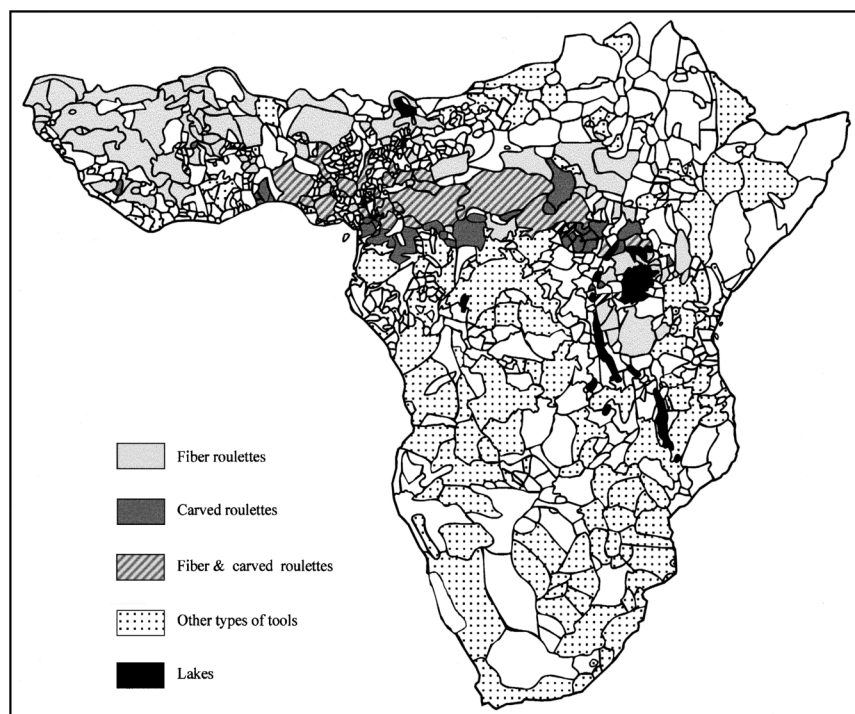 Fiber roulettes
Carved roulettes
Fiber & carved roulettes
Other types of tools
Lakes